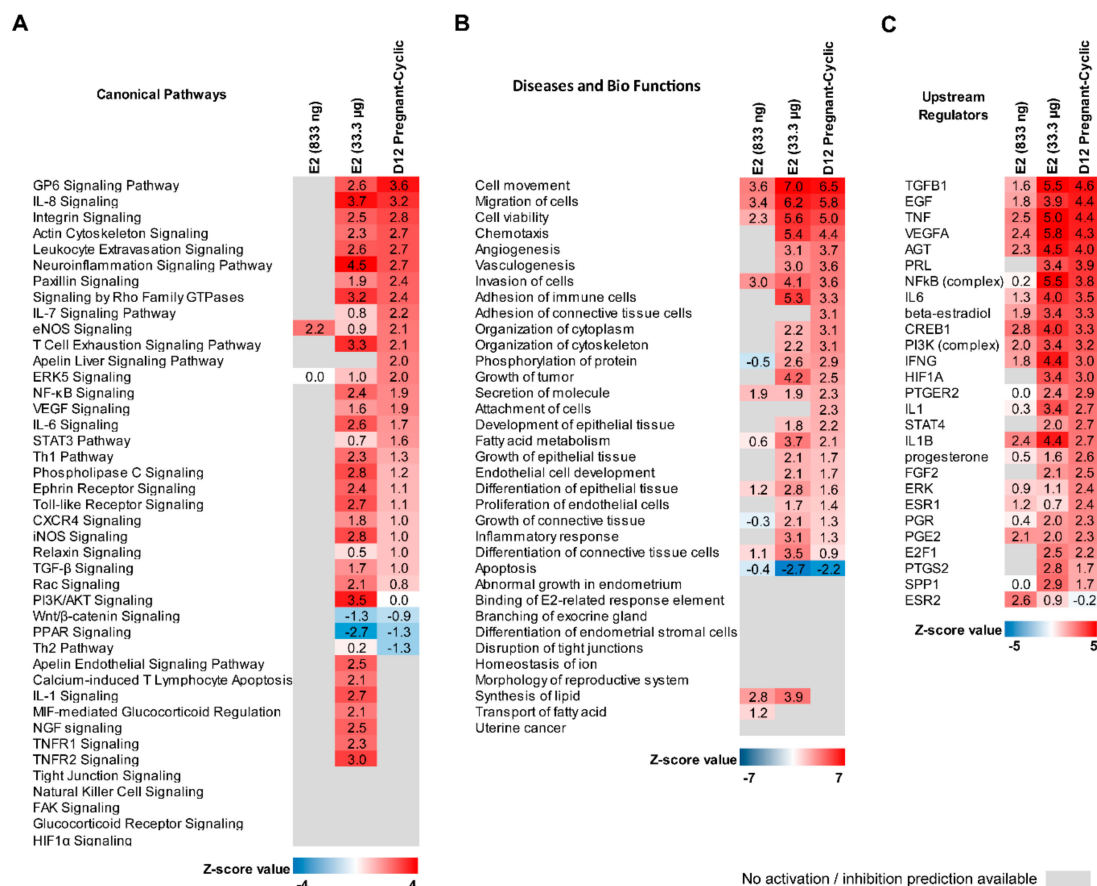 A
Canonical Pathways
E2 (833 ng)
E2 (33.3 µg)
D12 Pregnant-Cyclic
GP6 Signaling Pathway 2.6 3.6
IL-8 Signaling 3.7 3.2
Integrin Signaling 2.5 2.8
Actin Cytoskeleton Signaling 2.3 2.7
Leukocyte Extravasation Signaling 2.6 2.7
Neuroinflammation Signaling Pathway 4.5 2.7
Paxillin Signaling 1.9 2.4
Signaling by Rho Family GTPases 3.2 2.4
IL-7 Signaling Pathway 0.8 2.2
eNOS Signaling 2.2 0.9 2.1
T Cell Exhaustion Signaling Pathway 3.3 2.1
Apelin Liver Signaling Pathway 2.0
ERK5 Signaling 0.0 1.0 2.0
NF-κB Signaling 2.4 1.9
VEGF Signaling 1.6 1.9
IL-6 Signaling 2.6 1.7
STAT3 Pathway 0.7 1.6
Th1 Pathway 2.3 1.3
Phospholipase C Signaling 2.8 1.2
Ephrin Receptor Signaling 2.4 1.1
Toll-like Receptor Signaling 2.7 1.1
CXCR4 Signaling 1.8 1.0
iNOS Signaling 2.8 1.0
Relaxin Signaling 0.5 1.0
TGF-β Signaling 1.7 1.0
Rac Signaling 2.1 0.8
PI3K/AKT Signaling 3.5 0.0
Wnt/β-catenin Signaling -1.3 -0.9
PPAR Signaling -2.7 -1.3
Th2 Pathway 0.2 -1.3
Apelin Endothelial Signaling Pathway 2.5
Calcium-induced T Lymphocyte Apoptosis 2.1
IL-1 Signaling 2.7
MIF-mediated Glucocorticoid Regulation 2.1
NGF signaling 2.5
TNFR1 Signaling 2.3
TNFR2 Signaling 3.0
Tight Junction Signaling
Natural Killer Cell Signaling
FAK Signaling
Glucocorticoid Receptor Signaling
HIF1α Signaling
Z-score value
-4 4
B
Diseases and Bio Functions
E2 (833 ng)
E2 (33.3 µg)
D12 Pregnant-Cyclic
Cell movement 3.6 7.0 6.5
Migration of cells 3.4 6.2 5.8
Cell viability 2.3 5.6 5.0
Chemotaxis 5.4 4.4
Angiogenesis 3.1 3.7
Vasculogenesis 3.0 3.6
Invasion of cells 3.0 4.1 3.6
Adhesion of immune cells 5.3 3.3
Adhesion of connective tissue cells 3.1
Organization of cytoplasm 2.2 3.1
Organization of cytoskeleton 2.2 3.1
Phosphorylation of protein -0.5 2.6 2.9
Growth of tumor 4.2 2.5
Secretion of molecule 1.9 1.9 2.3
Attachment of cells 2.3
Development of epithelial tissue 1.8 2.2
Fatty acid metabolism 0.6 3.7 2.1
Growth of epithelial tissue 2.1 1.7
Endothelial cell development 2.1 1.7
Differentiation of epithelial tissue 1.2 2.8 1.6
Proliferation of endothelial cells 1.7 1.4
Growth of connective tissue -0.3 2.1 1.3
Inflammatory response 3.1 1.3
Differentiation of connective tissue cells 1.1 3.5 0.9
Apoptosis -0.4 -2.7 -2.2
Abnormal growth in endometrium
Binding of E2-related response element
Branching of exocrine gland
Differentiation of endometrial stromal cells
Disruption of tight junctions
Homeostasis of ion
Morphology of reproductive system
Synthesis of lipid 2.8 3.9
Transport of fatty acid 1.2
Uterine cancer
Z-score value
-7 7
C
Upstream
Regulators
E2 (833 ng)
E2 (33.3 µg)
D12 Pregnant-Cyclic
TGFB1 1.6 5.5 4.6
EGF 1.8 3.9 4.4
TNF 2.5 5.0 4.4
VEGFA 2.4 5.8 4.3
AGT 2.3 4.5 4.0
PRL 3.4 3.9
NFkB (complex) 0.2 5.5 3.8
IL6 1.3 4.0 3.5
beta-estradiol 1.9 3.4 3.3
CREB1 2.8 4.0 3.3
PI3K (complex) 2.0 3.4 3.2
IFNG 1.8 4.4 3.0
HIF1A 3.4 3.0
PTGER2 0.0 2.4 2.9
IL1 0.3 3.4 2.7
STAT4 2.0 2.7
IL1B 2.4 4.4 2.7
progesterone 0.5 1.6 2.6
FGF2 2.1 2.5
ERK 0.9 1.1 2.4
ESR1 1.2 0.7 2.4
PGR 0.4 2.0 2.3
PGE2 2.1 2.0 2.3
E2F1 2.5 2.2
PTGS2 2.8 1.7
SPP1 0.0 2.9 1.7
ESR2 2.6 0.9 -0.2
Z-score value
-5 5
No activation / inhibition prediction available